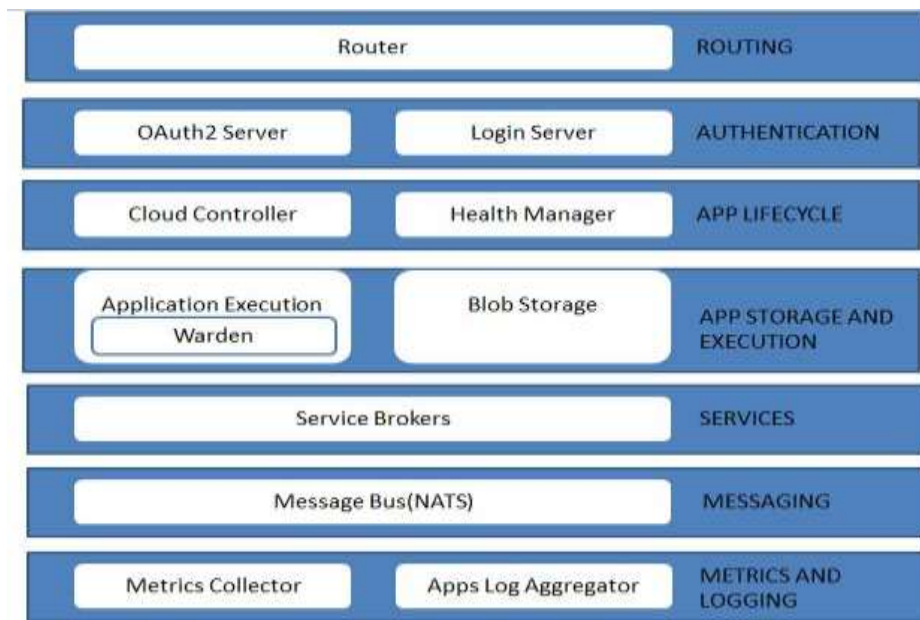 Router
ROUTING
OAuth2 Server
Login Server
AUTHENTICATION
Cloud Controller
Health Manager
APP LIFECYCLE
Application Execution
Warden
Blob Storage
APP STORAGE AND
EXECUTION
Service Brokers
SERVICES
Message Bus(NATS)
MESSAGING
Metrics Collector
Apps Log Aggregator
METRICS AND
LOGGING